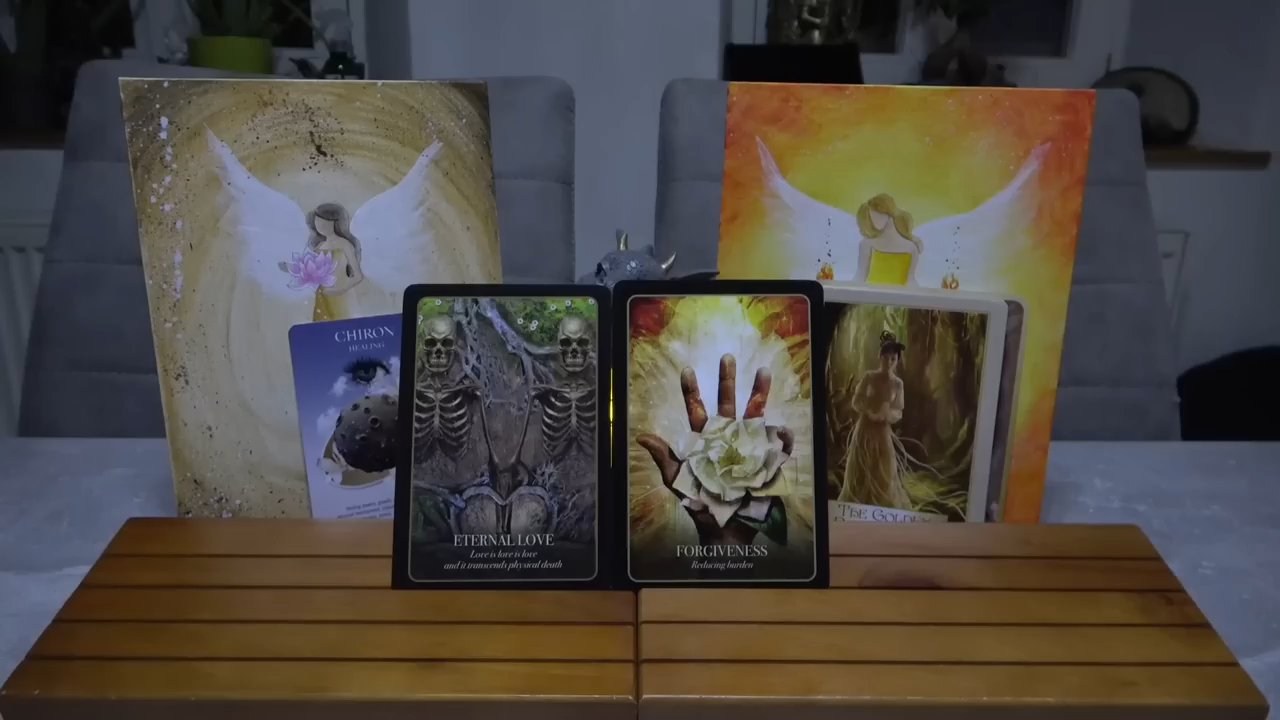 CHIRON
HEALING
ETERNAL LOVE
Love is love is love
and it transcends physical death
FORGIVENESS
Reducing burden
THE GOLDEN